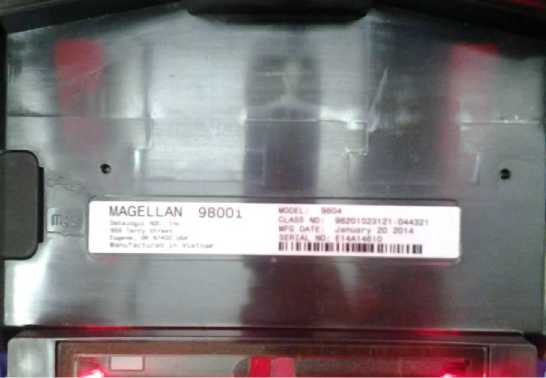 MAGELLAN 9800i
Datalogic ADC, Inc
959 Terry Street
Eugene, OR 97402 USA
Manufactured in Vietnam
MODEL: 9804
CLASS NO: 98201023121-044321
MFG DATE: January 20 2014
SERIAL NO: E14A14610